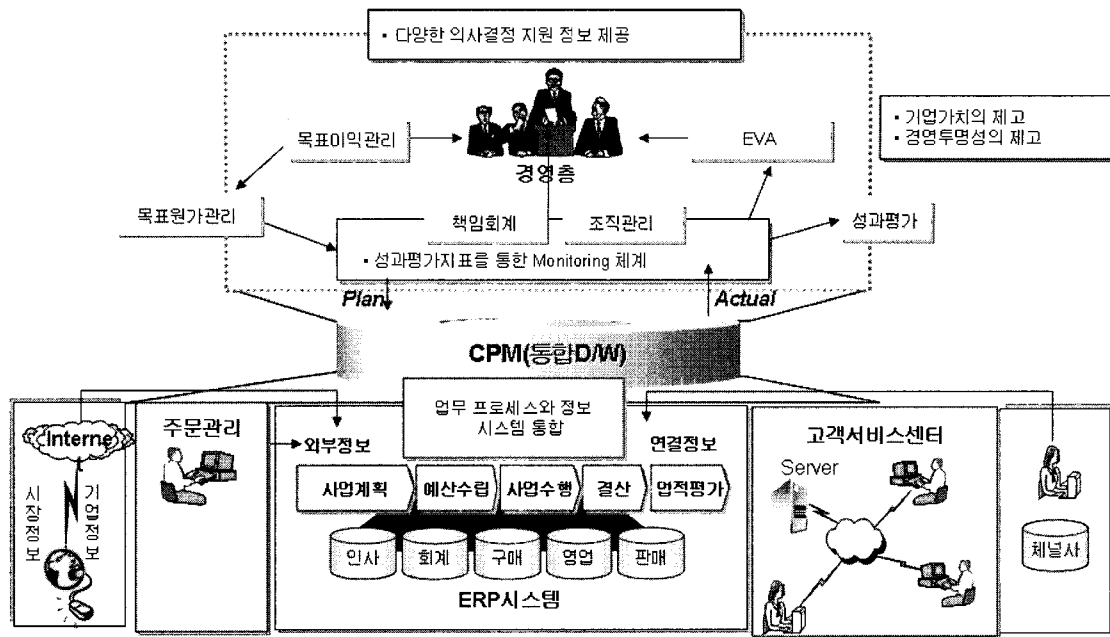 ▪ 다양한 의사결정 지원 정보 제공
▪ 기업가치의 제고
▪ 경영투명성의 제고
목표이익관리
EVA
경영층
목표원가관리
책임회계
조직관리
성과평가
▪ 성과평가지표를 통한 Monitoring 체계
Plan
Actual
CPM(통합D/W)
업무 프로세스와 정보
시스템 통합
Interne
시장정보
기업정보
주문관리
외부정보
연결정보
사업계획
예산수립
사업수행
결산
업적평가
인사
회계
구매
영업
판매
ERP시스템
고객서비스센터
Server
채널사